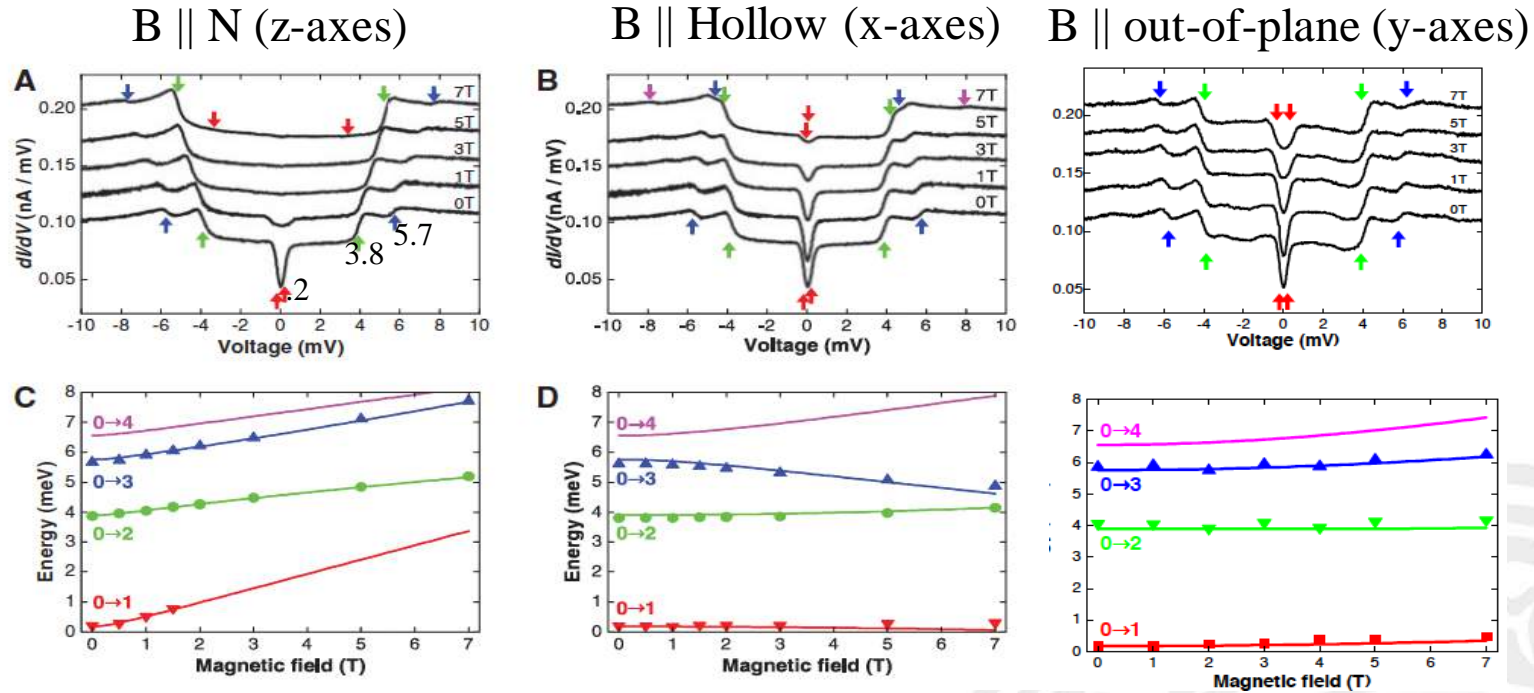 B || N (z-axes)
B || Hollow (x-axes)
B || out-of-plane (y-axes)
A
dI/dV (nA / mV)
0.20
0.15
0.10
0.05
7T
5T
3T
1T
0T
5.7
3.8
.2
-10 -8 -6 -4 -2 0 2 4 6 8 10
Voltage (mV)
B
dI/dV (nA / mV)
0.20
0.15
0.10
0.05
7T
5T
3T
1T
0T
-10 -8 -6 -4 -2 0 2 4 6 8 10
Voltage (mV)
0.20
0.15
0.10
0.05
7T
5T
3T
1T
0T
-10 -8 -6 -4 -2 0 2 4 6 8 10
Voltage (mV)
C
Energy (meV)
8
7
6
5
4
3
2
1
0
0→4
0→3
0→2
0→1
0 1 2 3 4 5 6 7
Magnetic field (T)
D
Energy (meV)
8
7
6
5
4
3
2
1
0
0→4
0→3
0→2
0→1
0 1 2 3 4 5 6 7
Magnetic field (T)
8
7
6
5
4
3
2
1
0
0→4
0→3
0→2
0→1
0 1 2 3 4 5 6 7
Magnetic field (T)